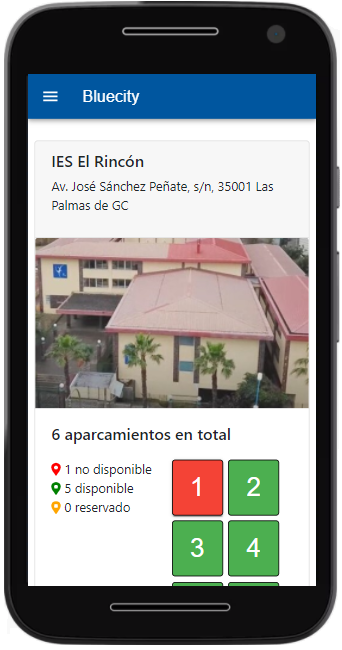 Bluecity
IES El Rincón
Av. José Sánchez Peñate, s/n, 35001 Las
Palmas de GC
6 aparcamientos en total
1 no disponible
5 disponible
0 reservado
1 2
3 4